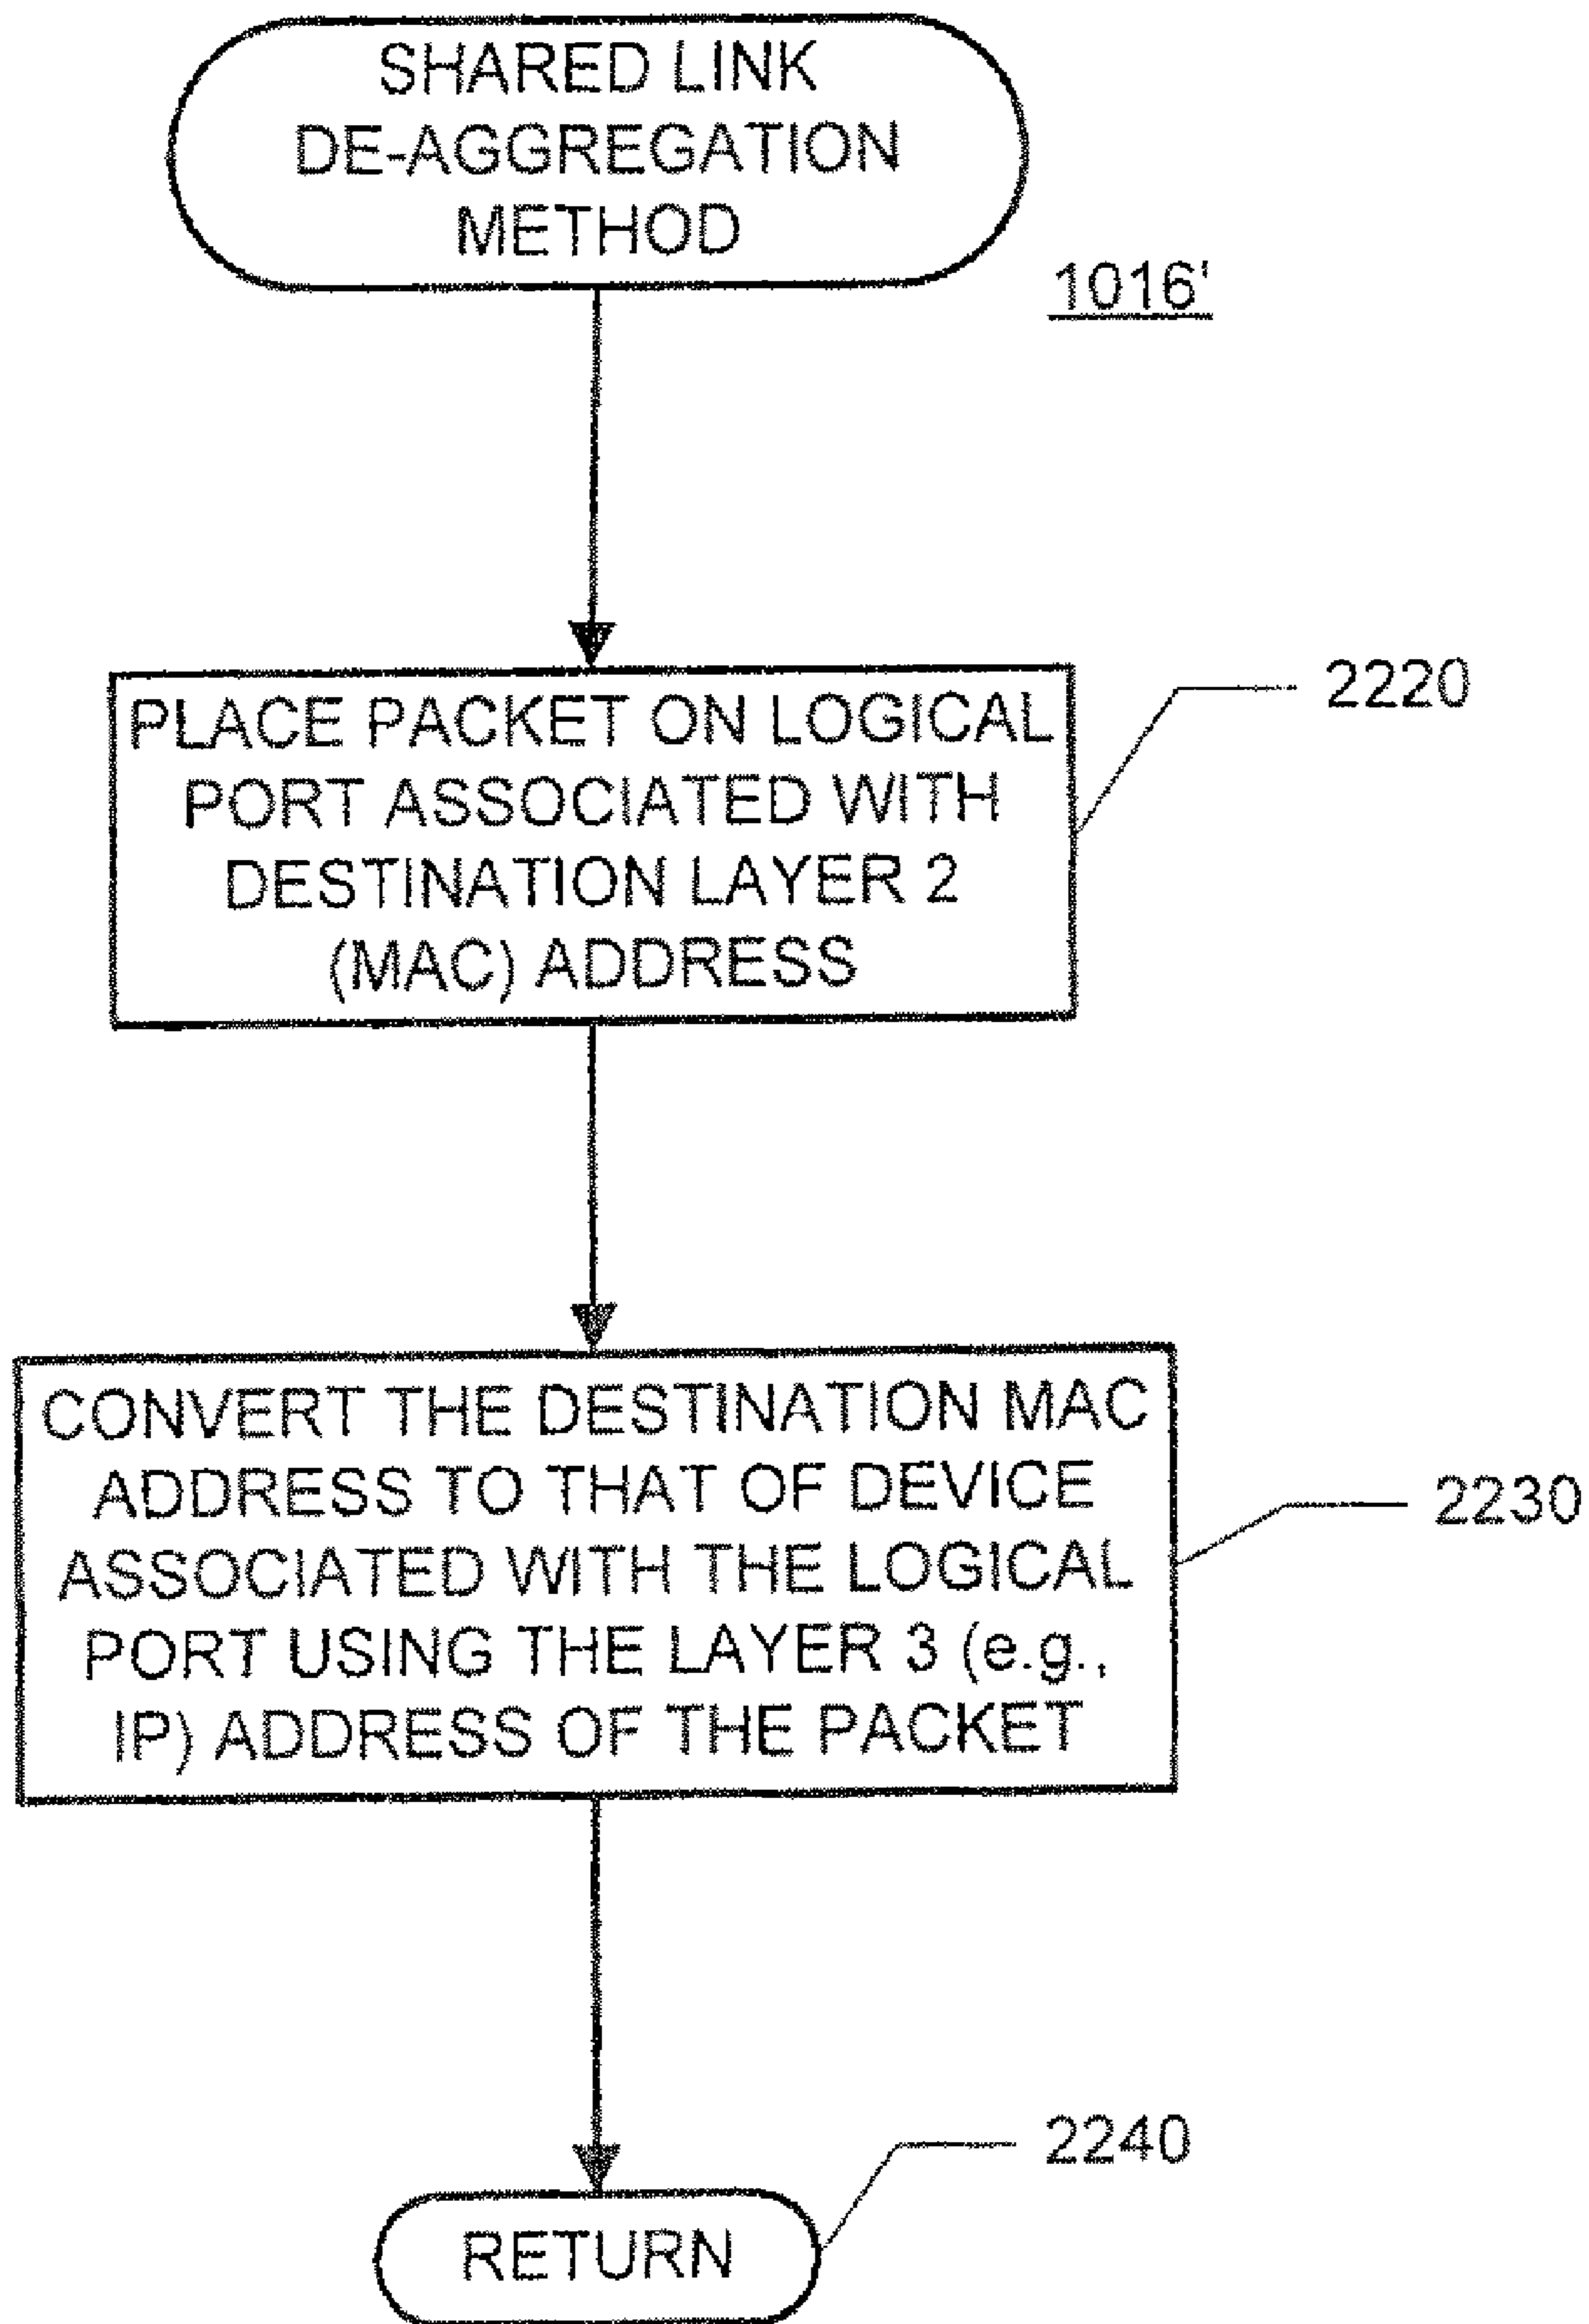 SHARED LINK
DE-AGGREGATION
METHOD
1016'
PLACE PACKET ON LOGICAL
PORT ASSOCIATED WITH
DESTINATION LAYER 2
(MAC) ADDRESS
2220
CONVERT THE DESTINATION MAC
ADDRESS TO THAT OF DEVICE
ASSOCIATED WITH THE LOGICAL
PORT USING THE LAYER 3 (e.g.,
IP) ADDRESS OF THE PACKET
2230
RETURN
2240